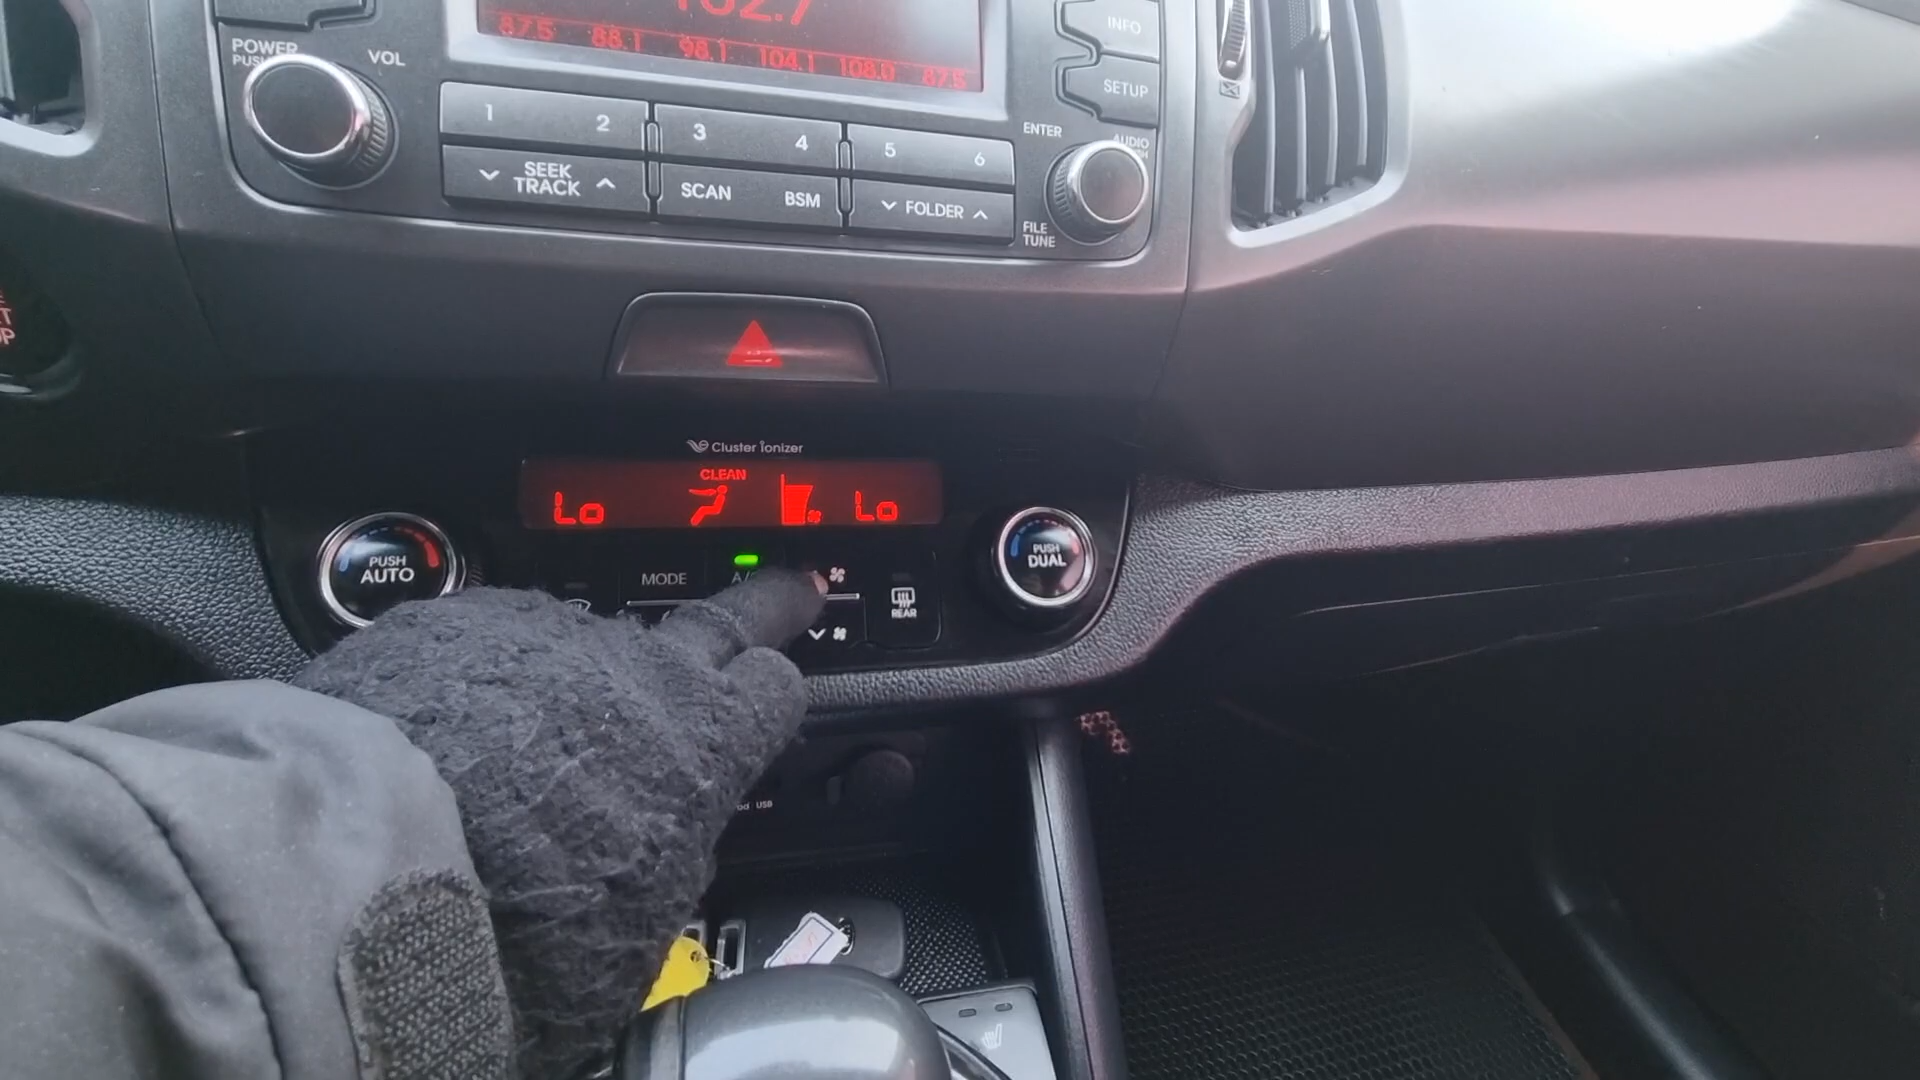 102.7
87.5 88.1 98.1 104.1 108.0 87.5
POWER
PUSH
VOL
INFO
SETUP
1 2 3 4 5 6
ENTER
AUDIO
SEEK
TRACK
SCAN BSM FOLDER
FILE
TUNE
Cluster ionizer
CLEAN
Lo Lo
PUSH
AUTO
MODE
PUSH
DUAL
REAR
USB